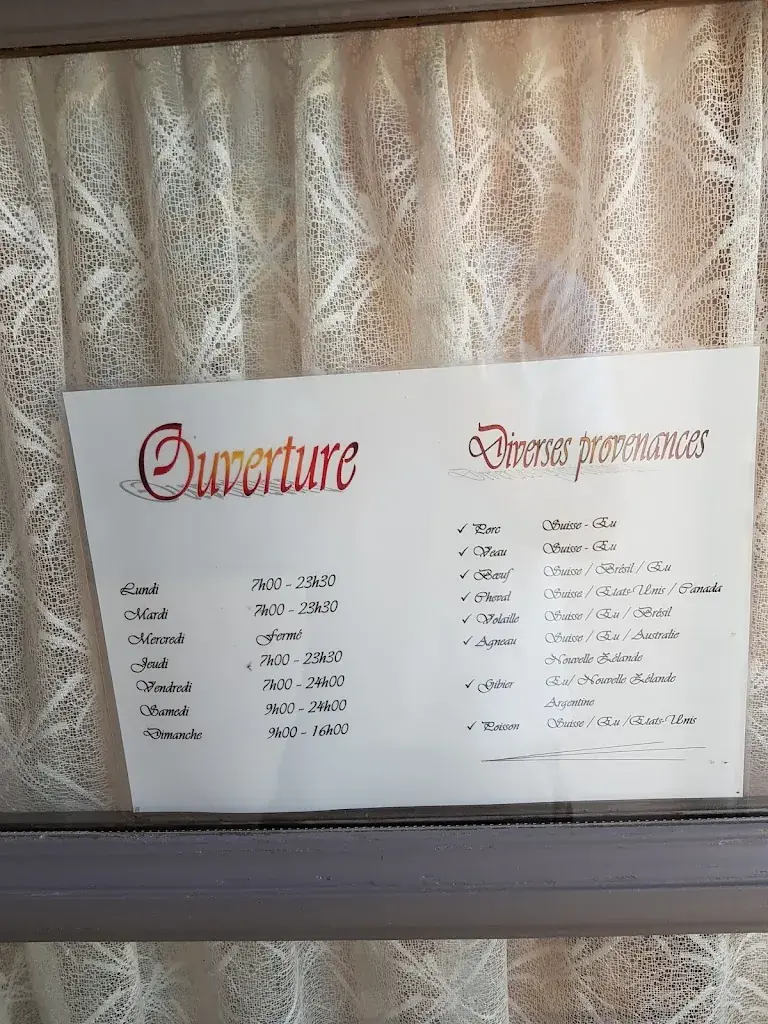 Ouverture
Lundi 7h00 - 23h30
Mardi 7h00 - 23h30
Mercredi Fermé
Jeudi 7h00 - 23h30
Vendredi 7h00 - 24h00
Samedi 9h00 - 24h00
Dimanche 9h00 - 16h00
Diverses provenances
✓ Porc Suisse - Eu
✓ Veau Suisse - Eu
✓ Bœuf Suisse / Brésil / Eu
✓ Cheval Suisse / Etats-Unis / Canada
✓ Volaille Suisse / Eu / Brésil
✓ Agneau Suisse / Eu / Australie
Nouvelle Zélande
✓ Gibier Eu / Nouvelle Zélande
Argentine
✓ Poisson Suisse / Eu / Etats-Unis